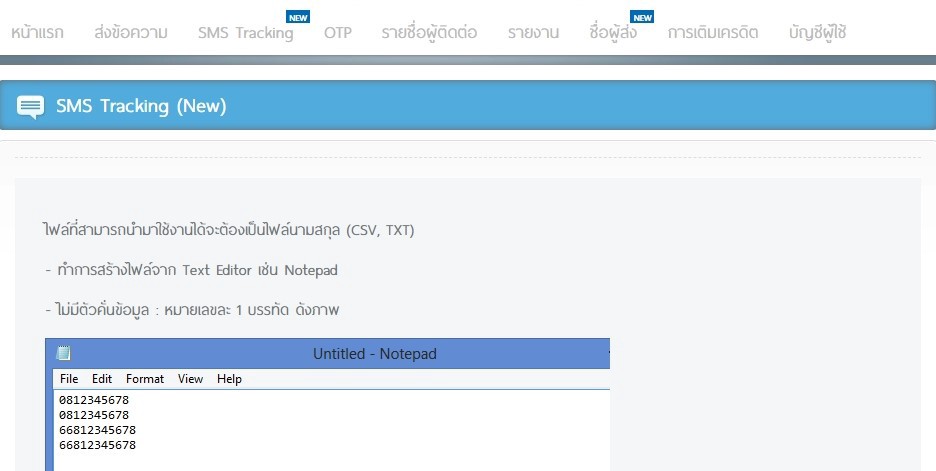 NEW NEW
หน้าแรก ส่งข้อความ SMS Tracking OTP รายชื่อผู้ติดต่อ รายงาน ชื่อผู้ส่ง การเติมเครดิต บัญชีผู้ใช้
SMS Tracking (New)
ไฟล์ที่สามารถนำมาใช้งานได้จะต้องเป็นไฟล์นามสกุล (CSV, TXT)
- ทำการสร้างไฟล์จาก Text Editor เช่น Notepad
- ไม่มีตัวคั่นข้อมูล : หมายเลขละ 1 บรรทัด ดังภาพ
Untitled - Notepad
File Edit Format View Help
0812345678
0812345678
66812345678
66812345678